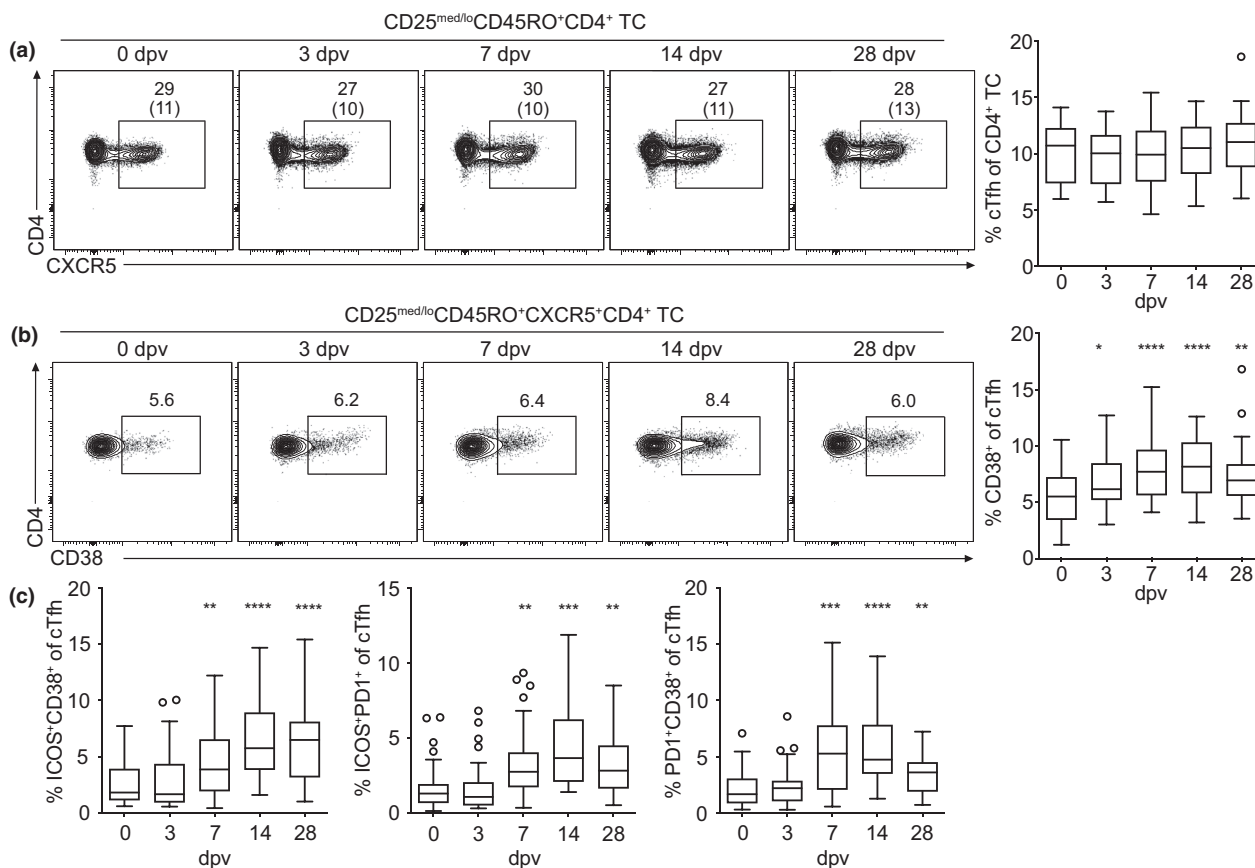 (a)
CD25med/loCD45RO+CD4+ TC
0 dpv 3 dpv 7 dpv 14 dpv 28 dpv
29 27 30 27 28
(11) (10) (10) (11) (13)
CD4
CXCR5
% cTfh of CD4+ TC
20
15
10
5
0
0 3 7 14 28
dpv
(b)
CD25med/loCD45RO+CXCR5+CD4+ TC
0 dpv 3 dpv 7 dpv 14 dpv 28 dpv
5.6 6.2 6.4 8.4 6.0
CD4
CD38
% CD38+ of cTfh
20
15
10
5
0
* **** **** **
0 3 7 14 28
dpv
(c)
% ICOS+CD38+ of cTfh
20
15
10
5
0
** **** ****
0 3 7 14 28
dpv
% ICOS+PD1+ of cTfh
15
10
5
0
** *** **
0 3 7 14 28
dpv
% PD1+CD38+ of cTfh
20
15
10
5
0
*** **** **
0 3 7 14 28
dpv